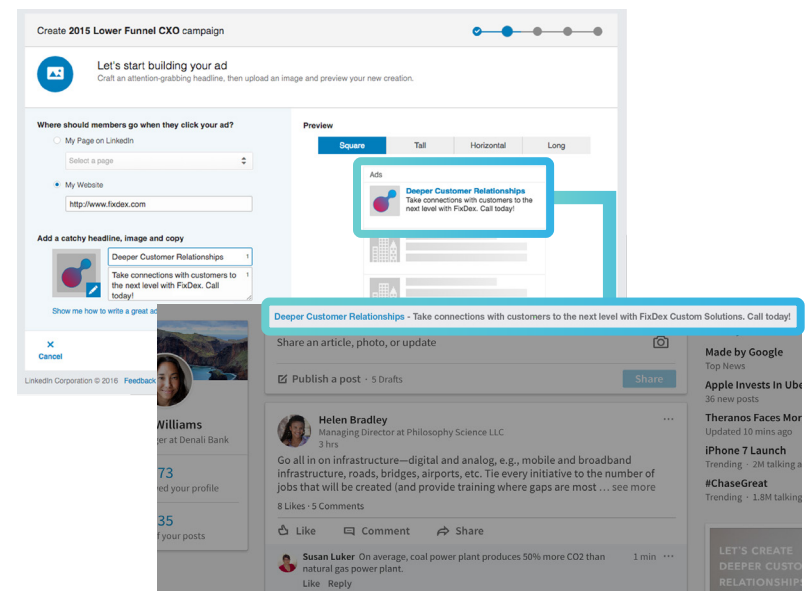 Create 2015 Lower Funnel CXO campaign
Let's start building your ad
Craft an attention-grabbing headline, then upload an image and preview your new creation.
Where should members go when they click your ad?
My Page on LinkedIn
Select a page
My Website
http://www.fixdex.com
Add a catchy headline, image and copy
Deeper Customer Relationships 1
Take connections with customers to 1
the next level with FixDex. Call
today!
Show me how to write a great ad
Cancel
LinkedIn Corporation © 2016 Feedback
Preview
Square Tall Horizontal Long
Ads
Deeper Customer Relationships
Take connections with customers to the
next level with FixDex. Call today!
Deeper Customer Relationships - Take connections with customers to the next level with FixDex Custom Solutions. Call today!
Williams
ger at Denali Bank
73
ed your profile
35
f your posts
Share an article, photo, or update
Publish a post · 5 Drafts
Share
Helen Bradley
Managing Director at Philosophy Science LLC
3 hrs
Go all in on infrastructure—digital and analog, e.g., mobile and broadband
infrastructure, roads, bridges, airports, etc. Tie every initiative to the number of
jobs that will be created (and provide training where gaps are most ... see more
8 Likes · 5 Comments
Like Comment Share
Susan Luker On average, coal power plant produces 50% more CO2 than 1 min
natural gas power plant.
Like Reply
Made by Google
Top News
Apple Invests In Ube
36 new posts
Theranos Faces Mor
Updated 10 mins ago
iPhone 7 Launch
Trending · 2M talking a
#ChaseGreat
Trending · 1.8M talking
LET'S CREATE
DEEPER CUSTO
RELATIONSHIPS